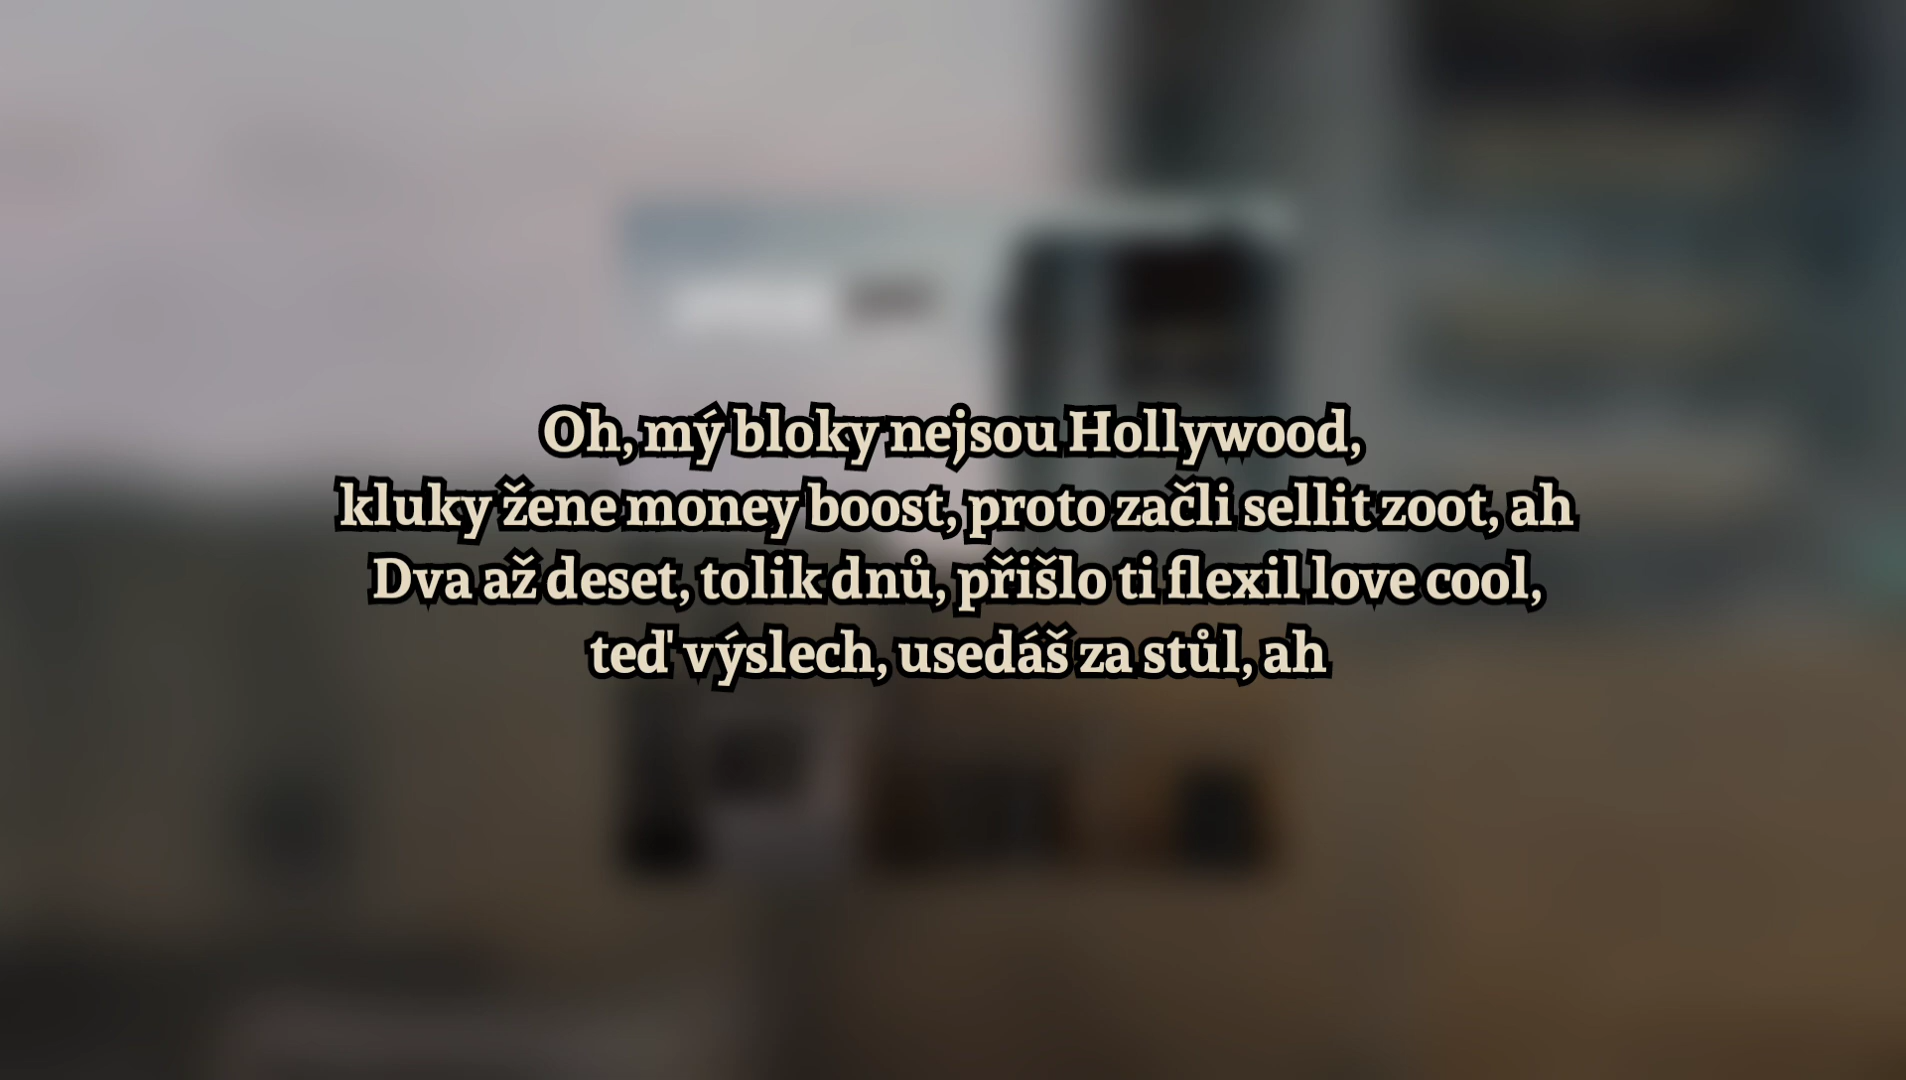 Oh, mý bloky nejsou Hollywood,
kluky žene money boost, proto začli sellit zoot, ah
Dva až deset, tolik dnů, přišlo ti flexil love cool,
teď výslech, usedáš za stůl, ah